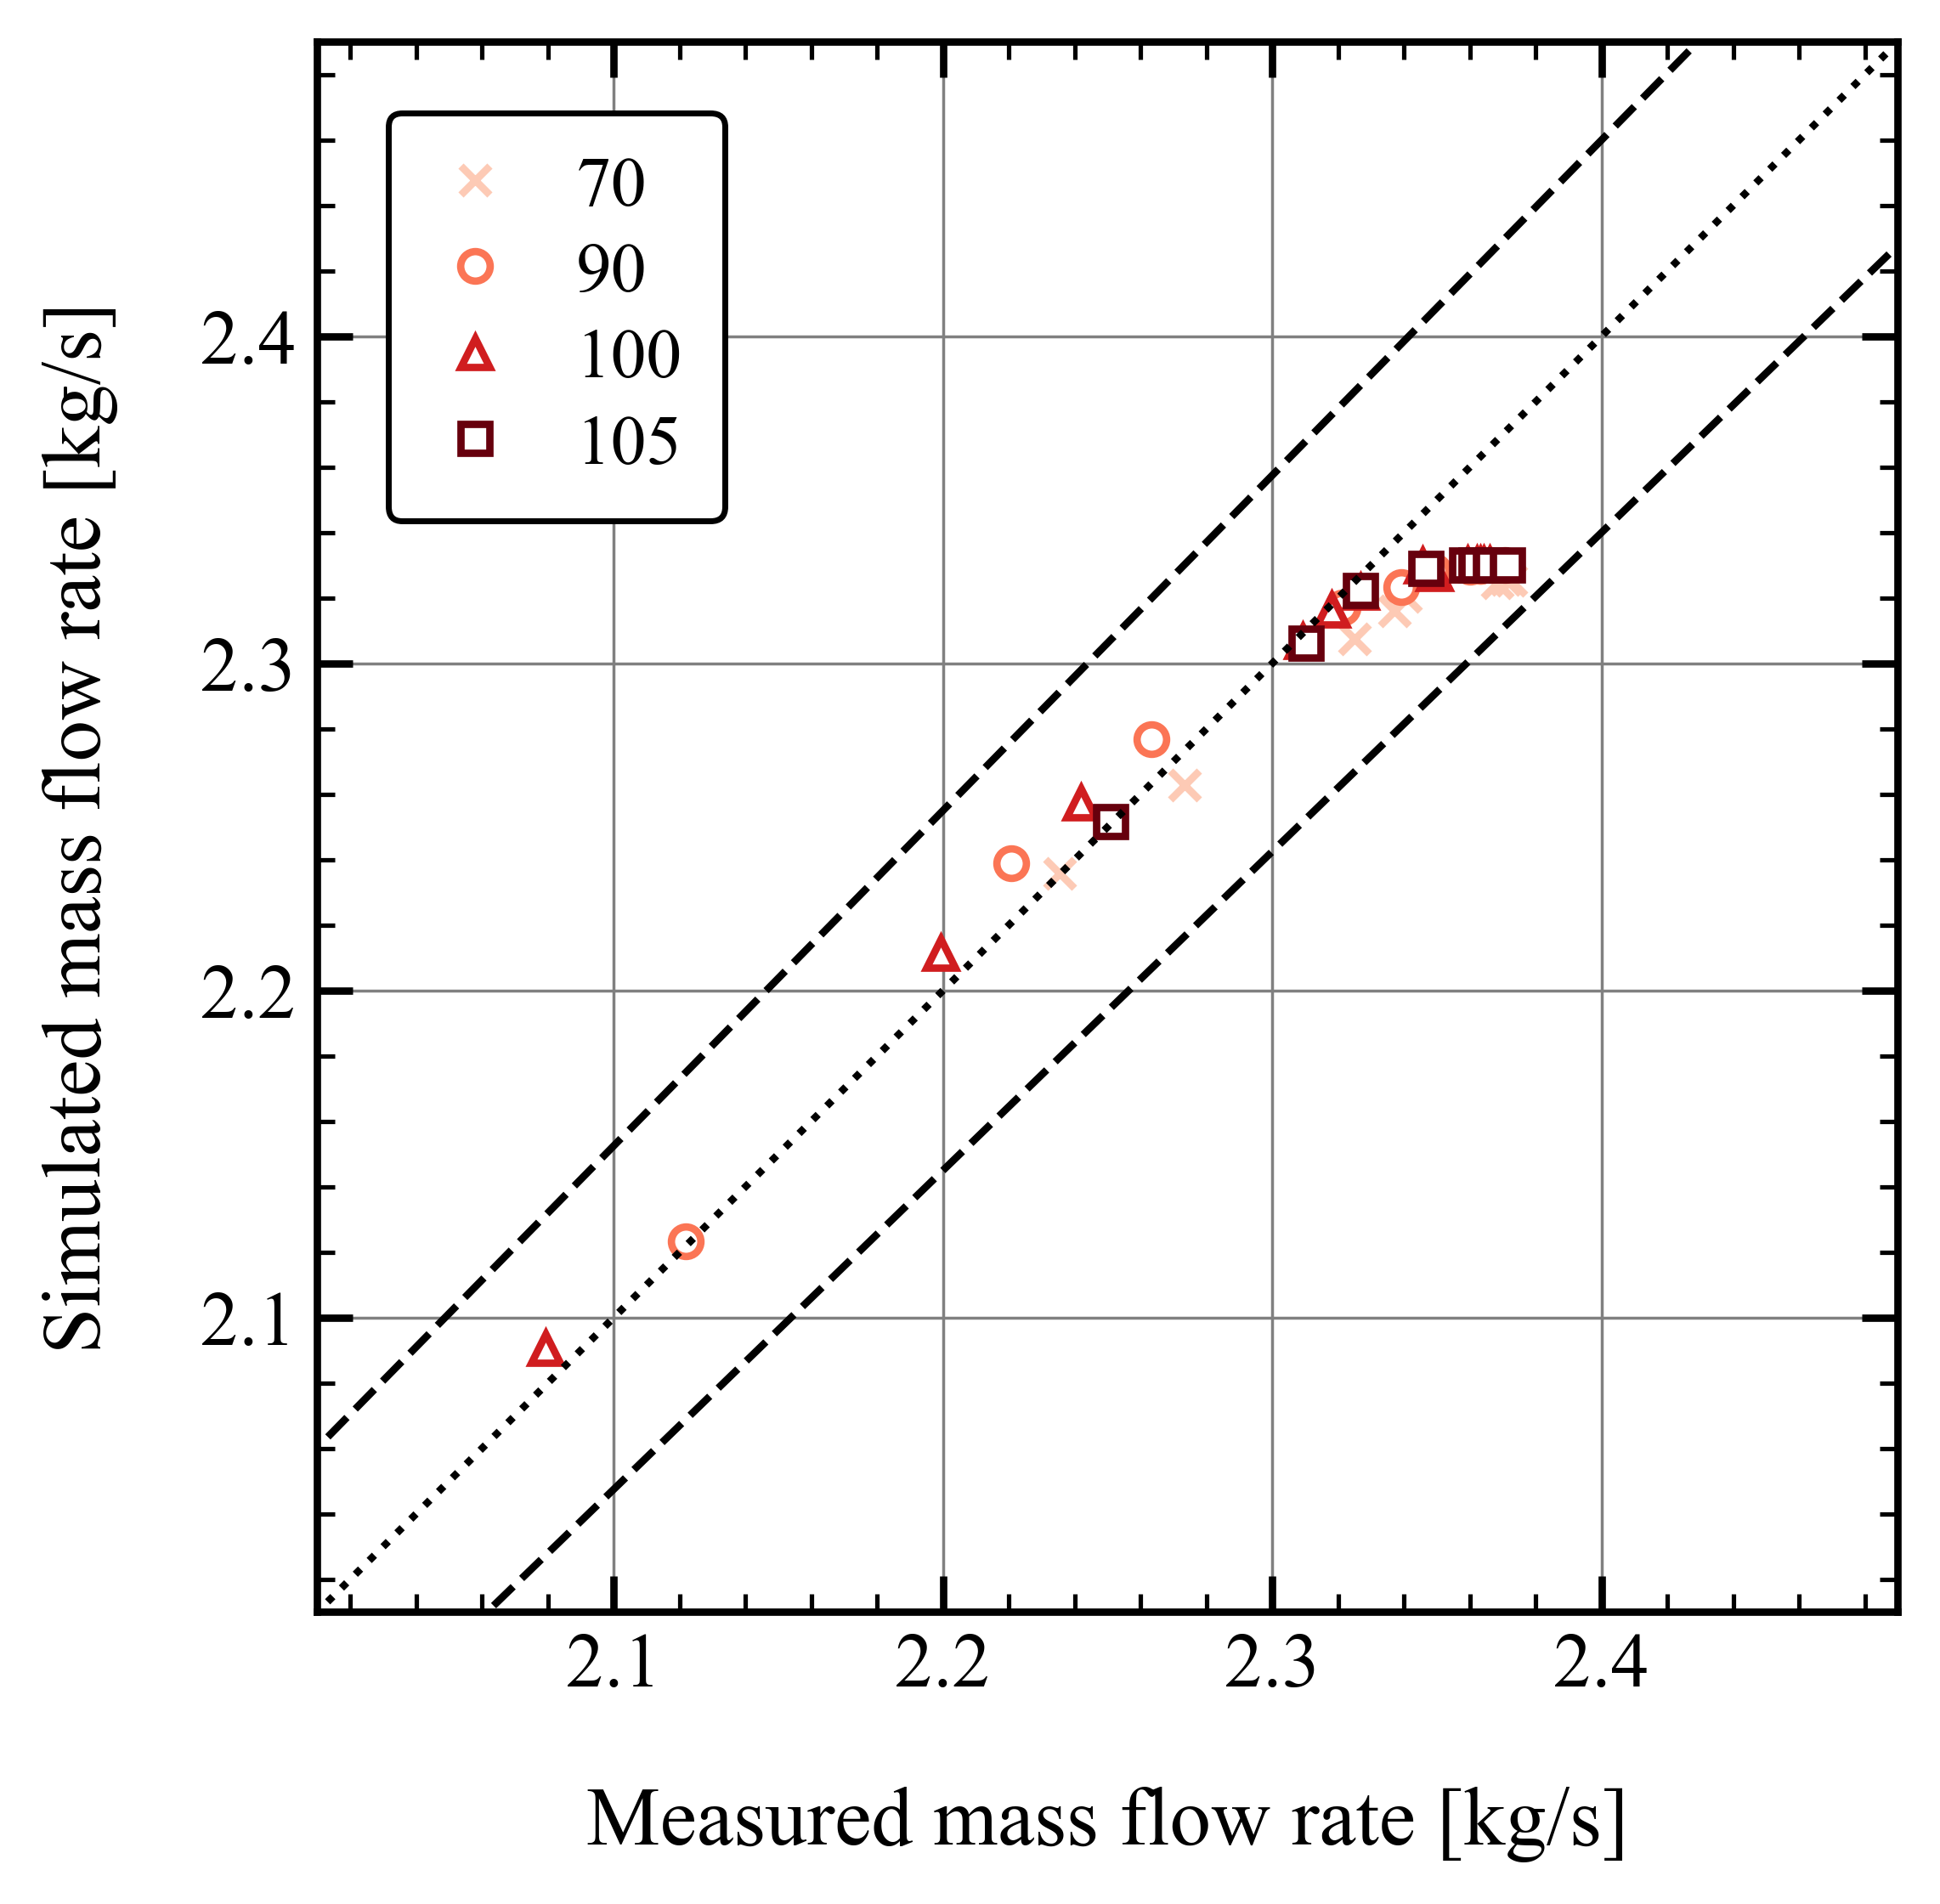 70
90
100
105
Simulated mass flow rate [kg/s]
2.4
2.3
2.2
2.1
2.1 2.2 2.3 2.4
Measured mass flow rate [kg/s]